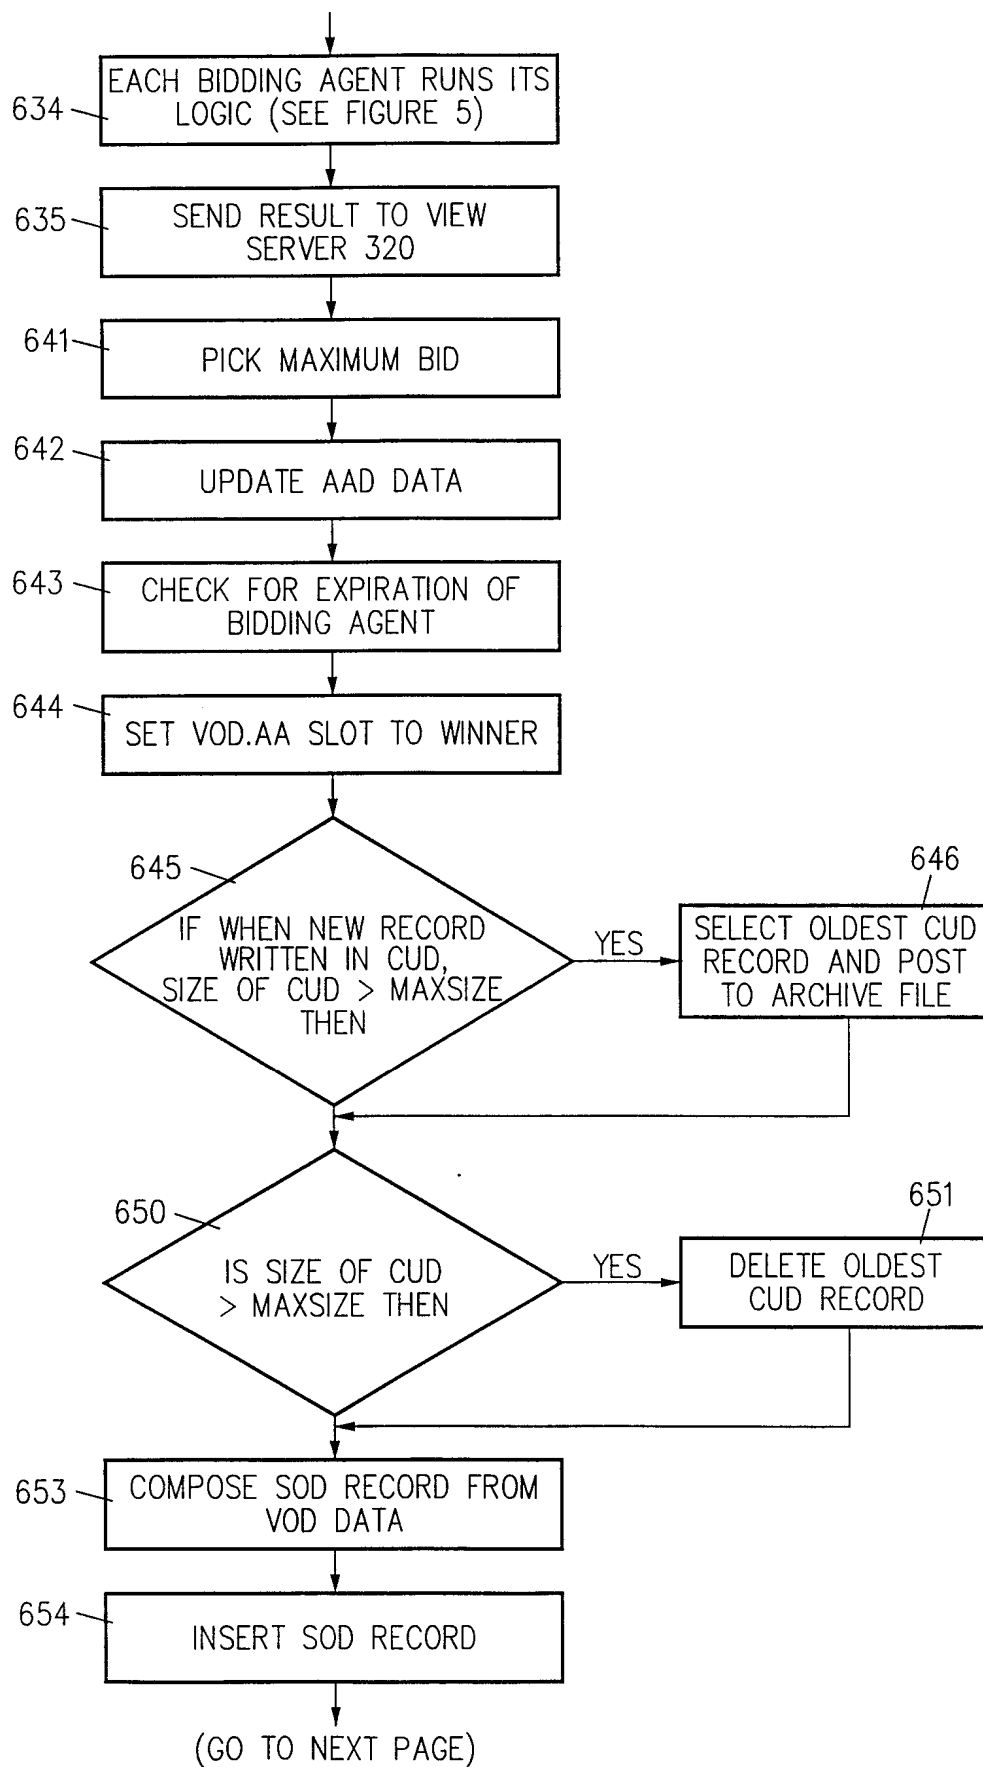 634
EACH BIDDING AGENT RUNS ITS
LOGIC (SEE FIGURE 5)
635
SEND RESULT TO VIEW
SERVER 320
641
PICK MAXIMUM BID
642
UPDATE AAD DATA
643
CHECK FOR EXPIRATION OF
BIDDING AGENT
644
SET VOD.AA SLOT TO WINNER
645
IF WHEN NEW RECORD
WRITTEN IN CUD,
SIZE OF CUD > MAXSIZE
THEN
YES
646
SELECT OLDEST CUD
RECORD AND POST
TO ARCHIVE FILE
650
IS SIZE OF CUD
> MAXSIZE THEN
YES
651
DELETE OLDEST
CUD RECORD
653
COMPOSE SOD RECORD FROM
VOD DATA
654
INSERT SOD RECORD
(GO TO NEXT PAGE)